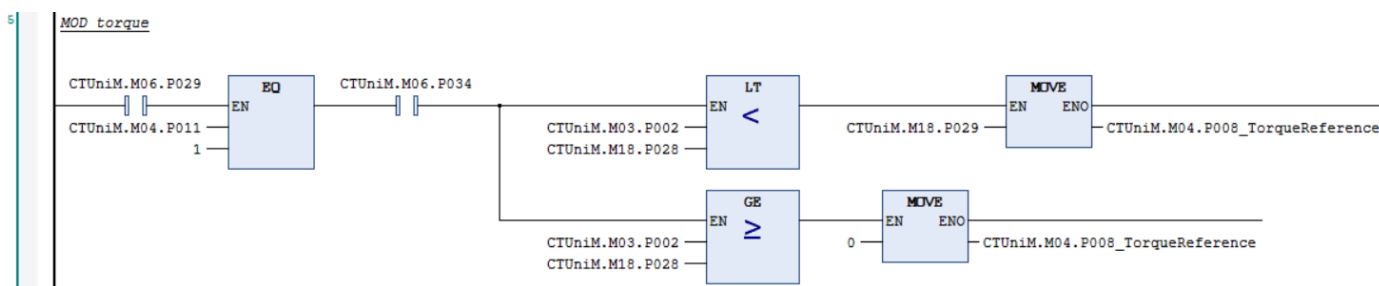 5
MOD torque
CTUniM.M06.P029
EQ
CTUniM.M06.P034
LT
MOVE
EN
EN
<
EN
ENO
CTUniM.M04.P011
CTUniM.M03.P002
CTUniM.M18.P029
CTUniM.M04.P008_TorqueReference
1
CTUniM.M18.P028
GE
MOVE
EN
≥
EN
ENO
CTUniM.M03.P002
0
CTUniM.M04.P008_TorqueReference
CTUniM.M18.P028